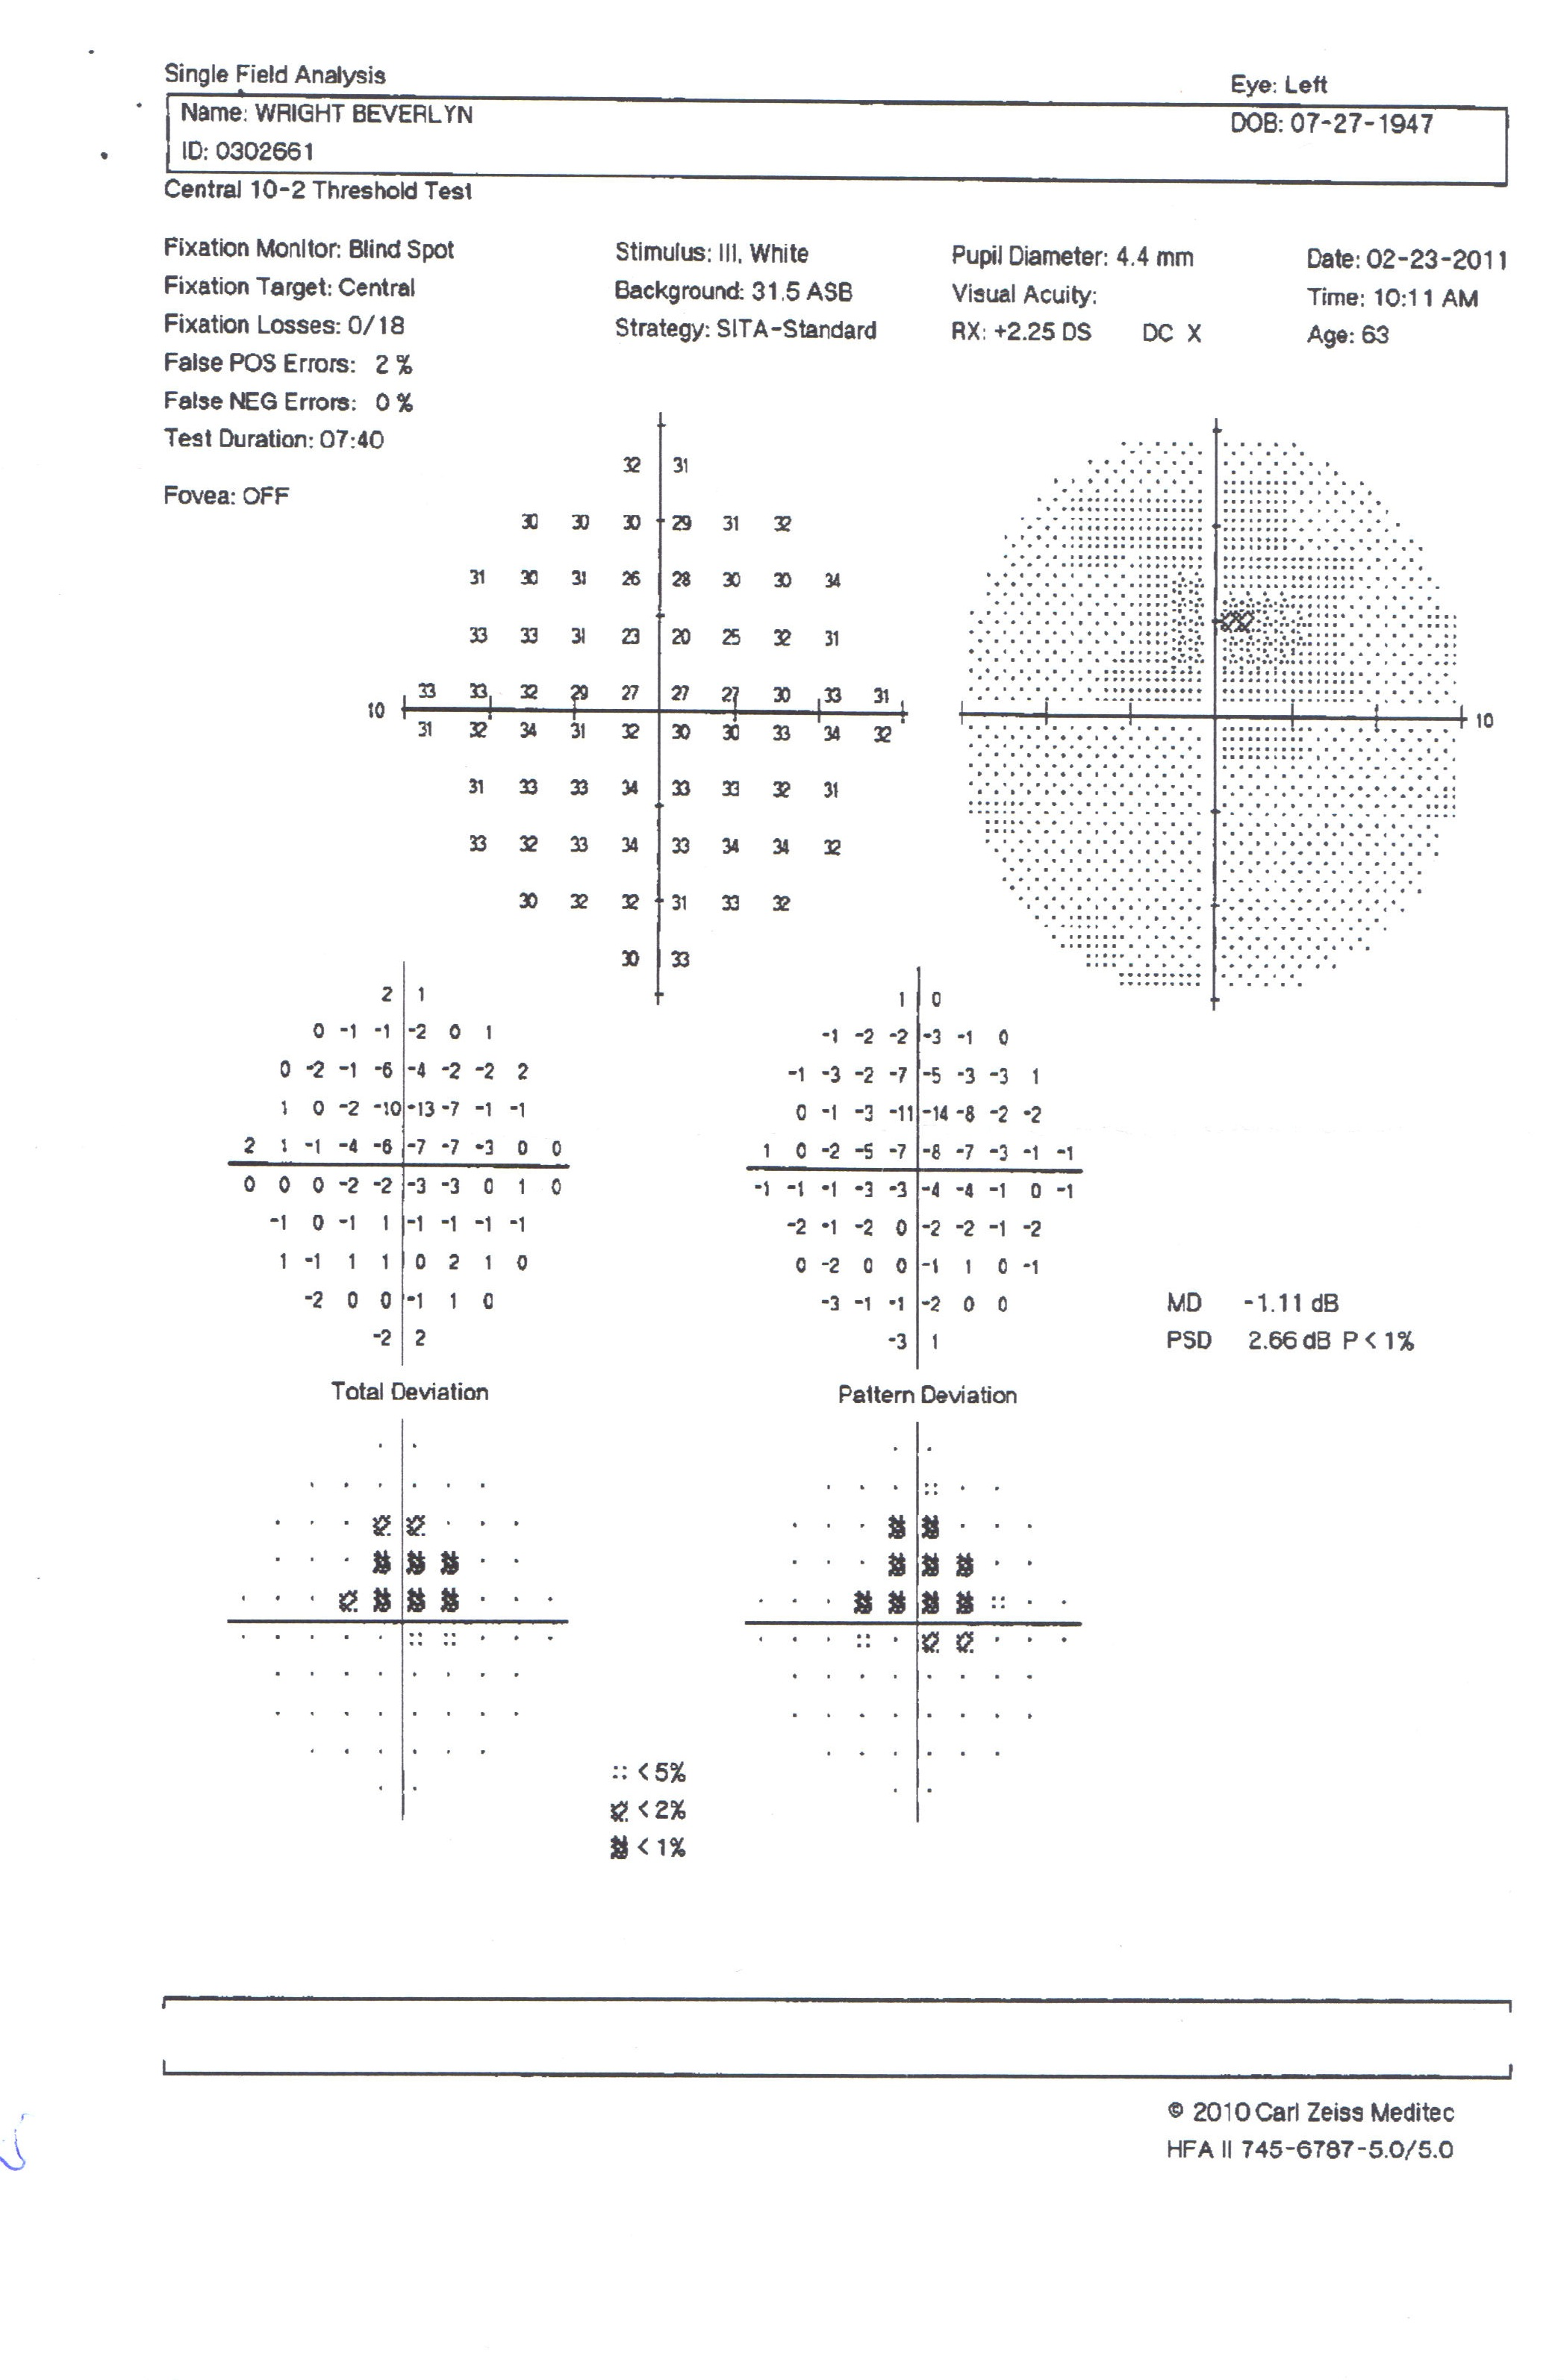 Single Field Analysis
Eye: Left
Name: WRIGHT BEVERLYN
DOB: 07-27-1947
ID: 0302661
Central 10-2 Threshold Test
Fixation Monitor: Blind Spot
Stimulus: III, White
Pupil Diameter: 4.4 mm
Date: 02-23-2011
Fixation Target: Central
Background: 31.5 ASB
Visual Acuity:
Time: 10:11 AM
Fixation Losses: 0/18
Strategy: SITA-Standard
RX: +2.25 DS DC X
Age: 63
False POS Errors: 2 %
False NEG Errors: 0 %
Test Duration: 07:40
Fovea: OFF
32 31
30 30 30 29 31 32
31 30 31 26 28 30 30 34
33 33 31 23 20 25 32 31
33 33 32 29 27 27 27 30 33 31
10
10
31 32 34 31 32 30 30 33 34 32
31 33 33 34 33 33 32 31
33 32 33 34 33 34 34 32
30 32 32 31 33 32
30 33
2 1
0 -1 -1 -2 0 1
0 -2 -1 -6 -4 -2 -2 2
1 0 -2 -10 -13 -7 -1 -1
2 1 -1 -4 -6 -7 -7 -3 0 0
0 0 0 -2 -2 -3 -3 0 1 0
-1 0 -1 1 -1 -1 -1 -1
1 -1 1 1 0 2 1 0
-2 0 0 -1 1 0
-2 2
Total Deviation
1 0
-1 -2 -2 -3 -1 0
-1 -3 -2 -7 -5 -3 -3 1
0 -1 -3 -11 -14 -8 -2 -2
1 0 -2 -5 -7 -8 -7 -3 -1 -1
-1 -1 -1 -3 -3 -4 -4 -1 0 -1
-2 -1 -2 0 -2 -2 -1 -2
0 -2 0 0 -1 1 0 -1
-3 -1 -1 -2 0 0
-3 1
Pattern Deviation
MD -1.11 dB
PSD 2.66 dB P < 1%
< 5%
< 2%
< 1%
© 2010 Carl Zeiss Meditec
HFA II 745-6787-5.0/5.0